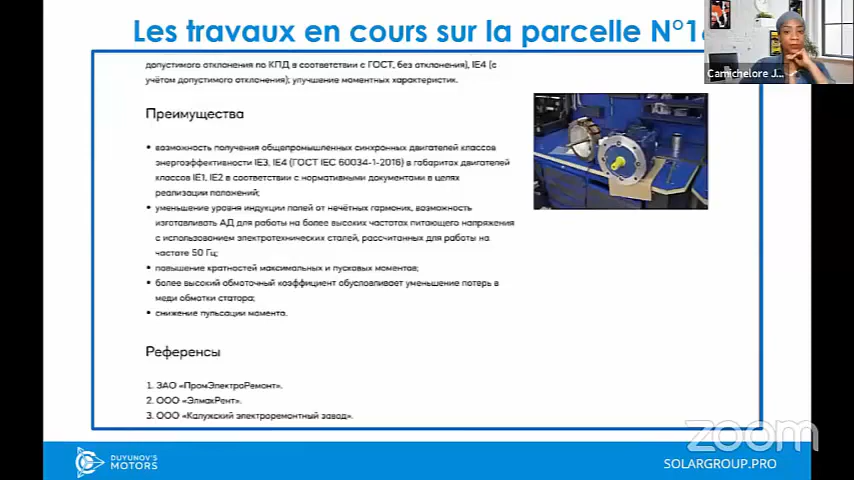 Les travaux en cours sur la parcelle N°1
Camichelore J...
допустимого отклонения по КПД в соответствии с ГОСТ, без отклонения), IE4 (с
учётом допустимого отклонения); улучшение моментных характеристик.
Преимущества
• возможность получения общепромышленных синхронных двигателей классов
энергоэффективности IE3, IE4 (ГОСТ IEC 60034-1-2016) в габаритах двигателей
классов IE1, IE2 в соответствии с нормативными документами в целях
реализации положений;
• уменьшение уровня индукции полей от нечётных гармоник, возможность
изготавливать АД для работы на более высоких частотах питающего напряжения
с использованием электротехнических сталей, рассчитанных для работы на
частоте 50 Гц;
• повышение кратностей максимальных и пусковых моментов;
• более высокий обмоточный коэффициент обуславливает уменьшение потерь в
меди обмотки статора;
• снижение пульсации момента.
Референсы
1. ЗАО «ПромЭлектроРемонт».
2. ООО «ЭлмакРент».
3. ООО «Калужский электроремонтный завод».
zoom
DUYUNOV'S
MOTORS
SOLARGROUP.PRO